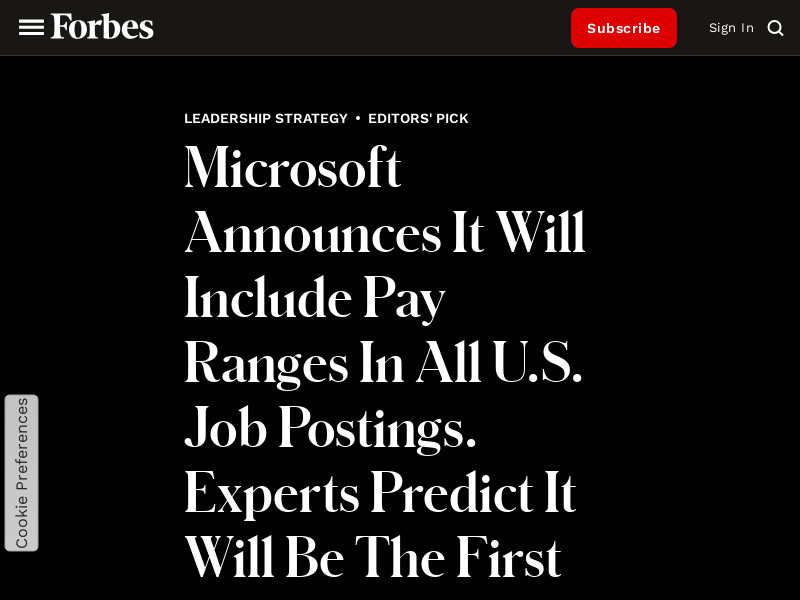 Forbes
Subscribe
Sign In
LEADERSHIP STRATEGY • EDITORS' PICK
Microsoft
Announces It Will
Include Pay
Ranges In All U.S.
Job Postings.
Experts Predict It
Will Be The First
Cookie Preferences